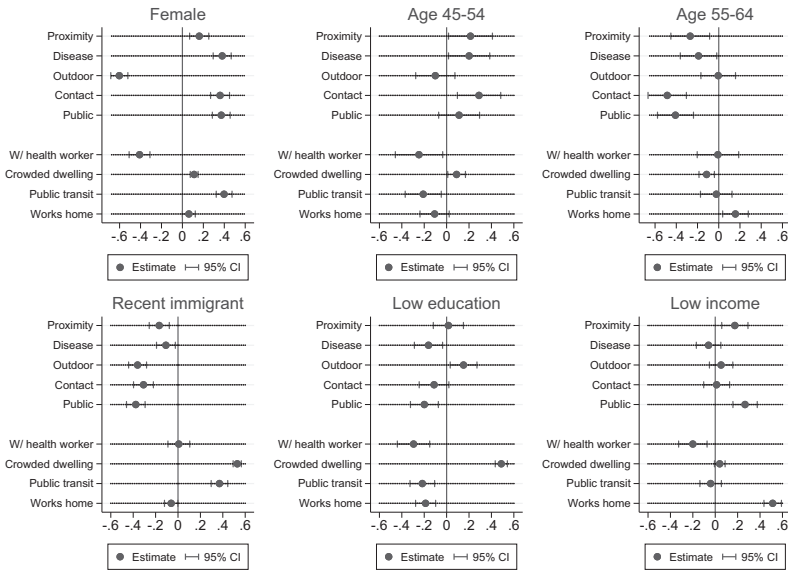 Female
Proximity
Disease
Outdoor
Contact
Public
W/ health worker
Crowded dwelling
Public transit
Works home
-.6 -.4 -.2 0 .2 .4 .6
Estimate 95% CI
Age 45-54
Proximity
Disease
Outdoor
Contact
Public
W/ health worker
Crowded dwelling
Public transit
Works home
-.6 -.4 -.2 0 .2 .4 .6
Estimate 95% CI
Age 55-64
Proximity
Disease
Outdoor
Contact
Public
W/ health worker
Crowded dwelling
Public transit
Works home
-.6 -.4 -.2 0 .2 .4 .6
Estimate 95% CI
Recent immigrant
Proximity
Disease
Outdoor
Contact
Public
W/ health worker
Crowded dwelling
Public transit
Works home
-.6 -.4 -.2 0 .2 .4 .6
Estimate 95% CI
Low education
Proximity
Disease
Outdoor
Contact
Public
W/ health worker
Crowded dwelling
Public transit
Works home
-.6 -.4 -.2 0 .2 .4 .6
Estimate 95% CI
Low income
Proximity
Disease
Outdoor
Contact
Public
W/ health worker
Crowded dwelling
Public transit
Works home
-.6 -.4 -.2 0 .2 .4 .6
Estimate 95% CI